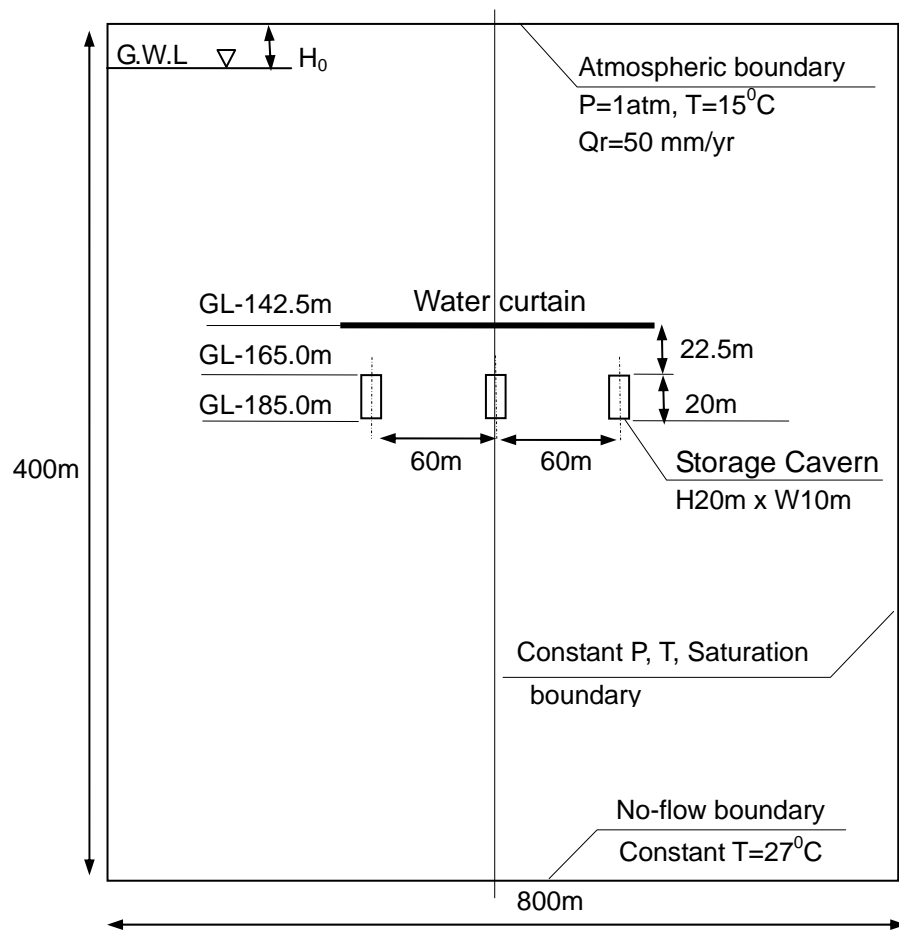 G.W.L
H₀
Atmospheric boundary
P=1atm, T=15⁰C
Qr=50 mm/yr
GL-142.5m
Water curtain
GL-165.0m
22.5m
GL-185.0m
20m
60m
60m
400m
Storage Cavern
H20m x W10m
Constant P, T, Saturation
boundary
No-flow boundary
Constant T=27⁰C
800m